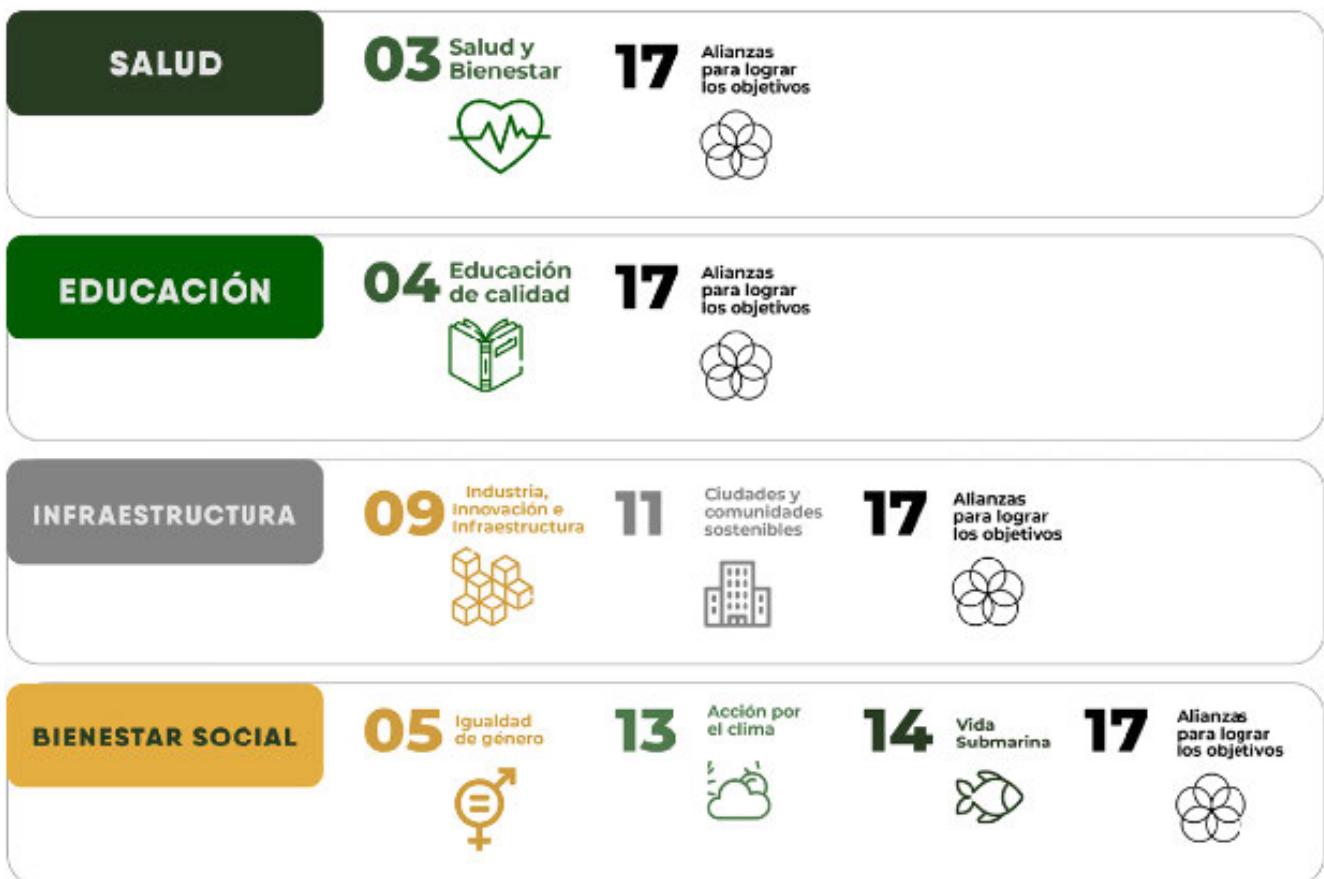 SALUD
03 Salud y
Bienestar
17 Alianzas
para lograr
los objetivos
EDUCACIÓN
04 Educación
de calidad
17 Alianzas
para lograr
los objetivos
INFRAESTRUCTURA
09 Industria,
Innovación e
Infraestructura
11 Ciudades y
comunidades
sostenibles
17 Alianzas
para lograr
los objetivos
BIENESTAR SOCIAL
05 Igualdad
de género
13 Acción por
el clima
14 Vida
Submarina
17 Alianzas
para lograr
los objetivos